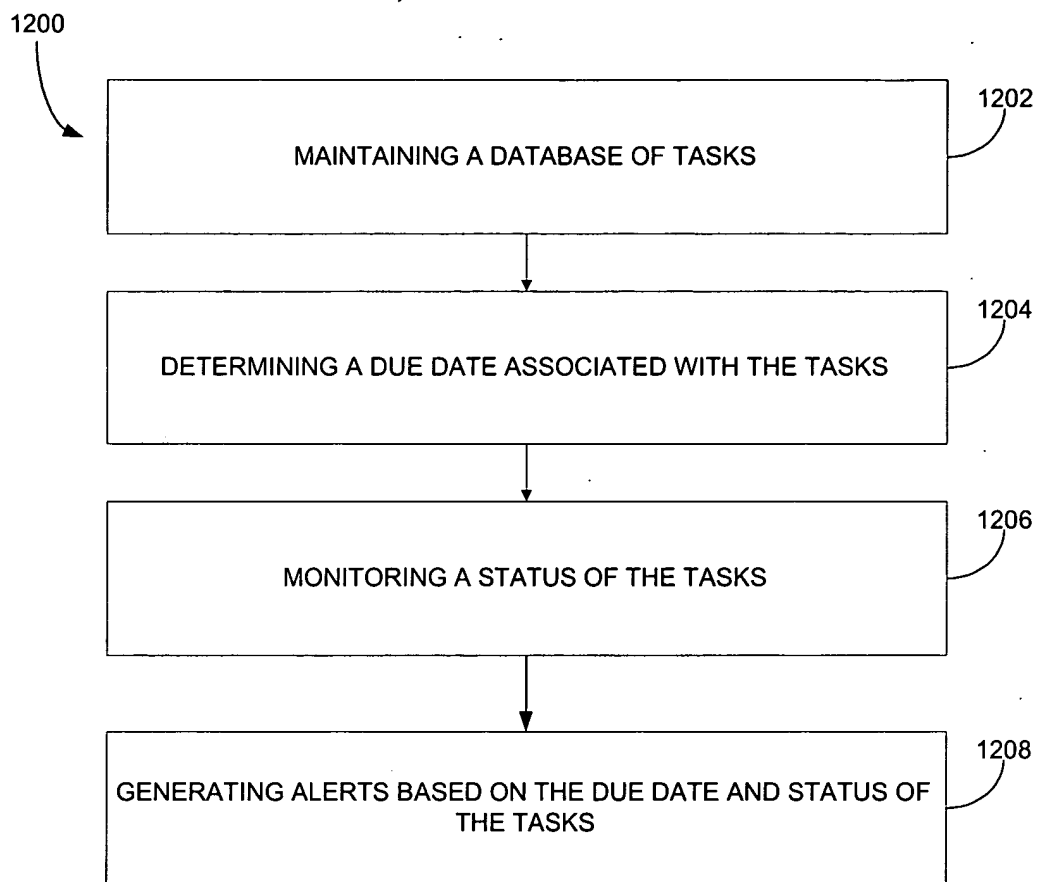 1200
1202
MAINTAINING A DATABASE OF TASKS
1204
DETERMINING A DUE DATE ASSOCIATED WITH THE TASKS
1206
MONITORING A STATUS OF THE TASKS
1208
GENERATING ALERTS BASED ON THE DUE DATE AND STATUS OF
THE TASKS